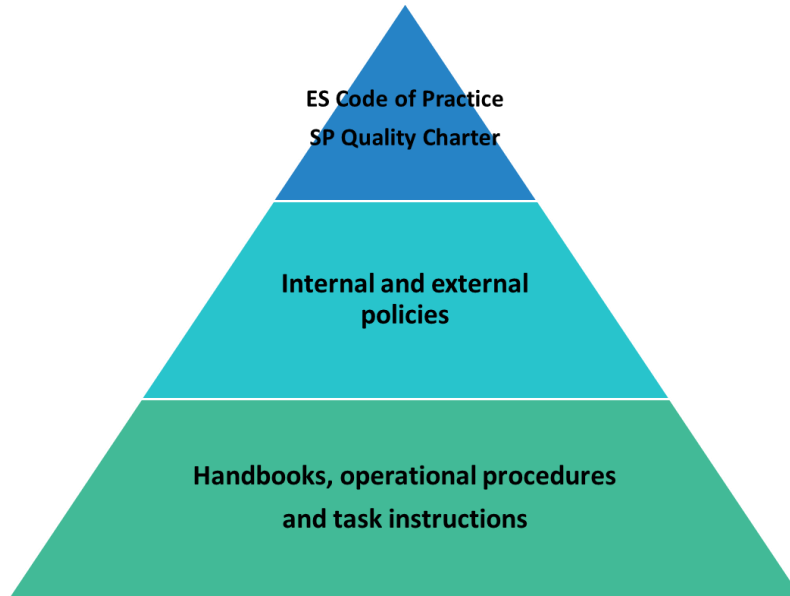 ES Code of Practice
SP Quality Charter
Internal and external
policies
Handbooks, operational procedures
and task instructions